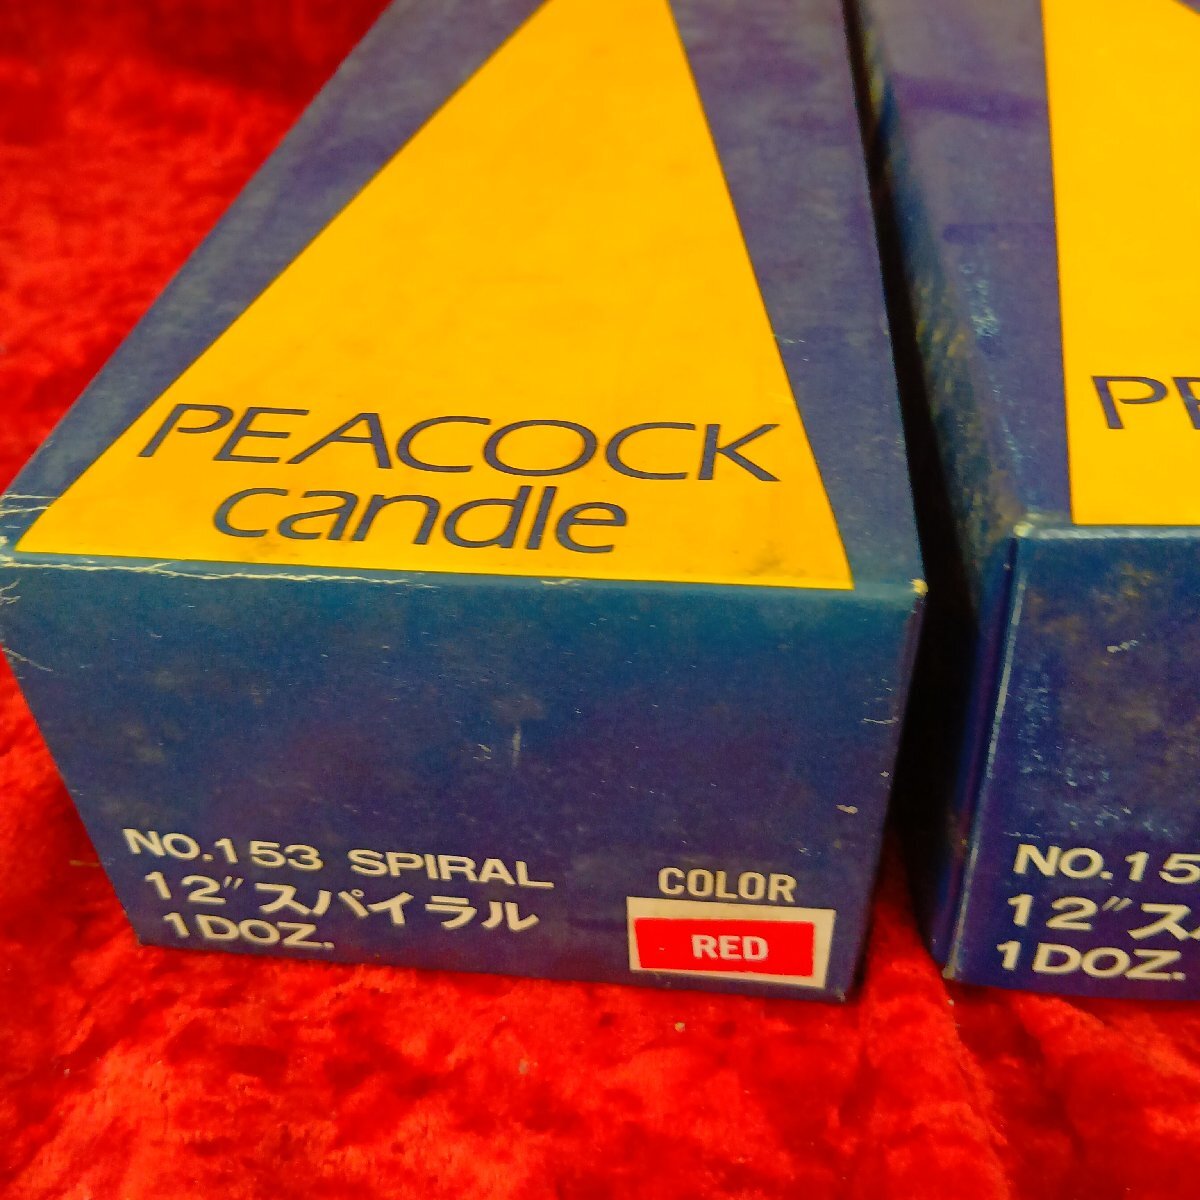 PEACOCK
candle
NO.153 SPIRAL
12″スパイラル
1DOZ.
COLOR
RED
NO.15
12″ス
1DOZ.